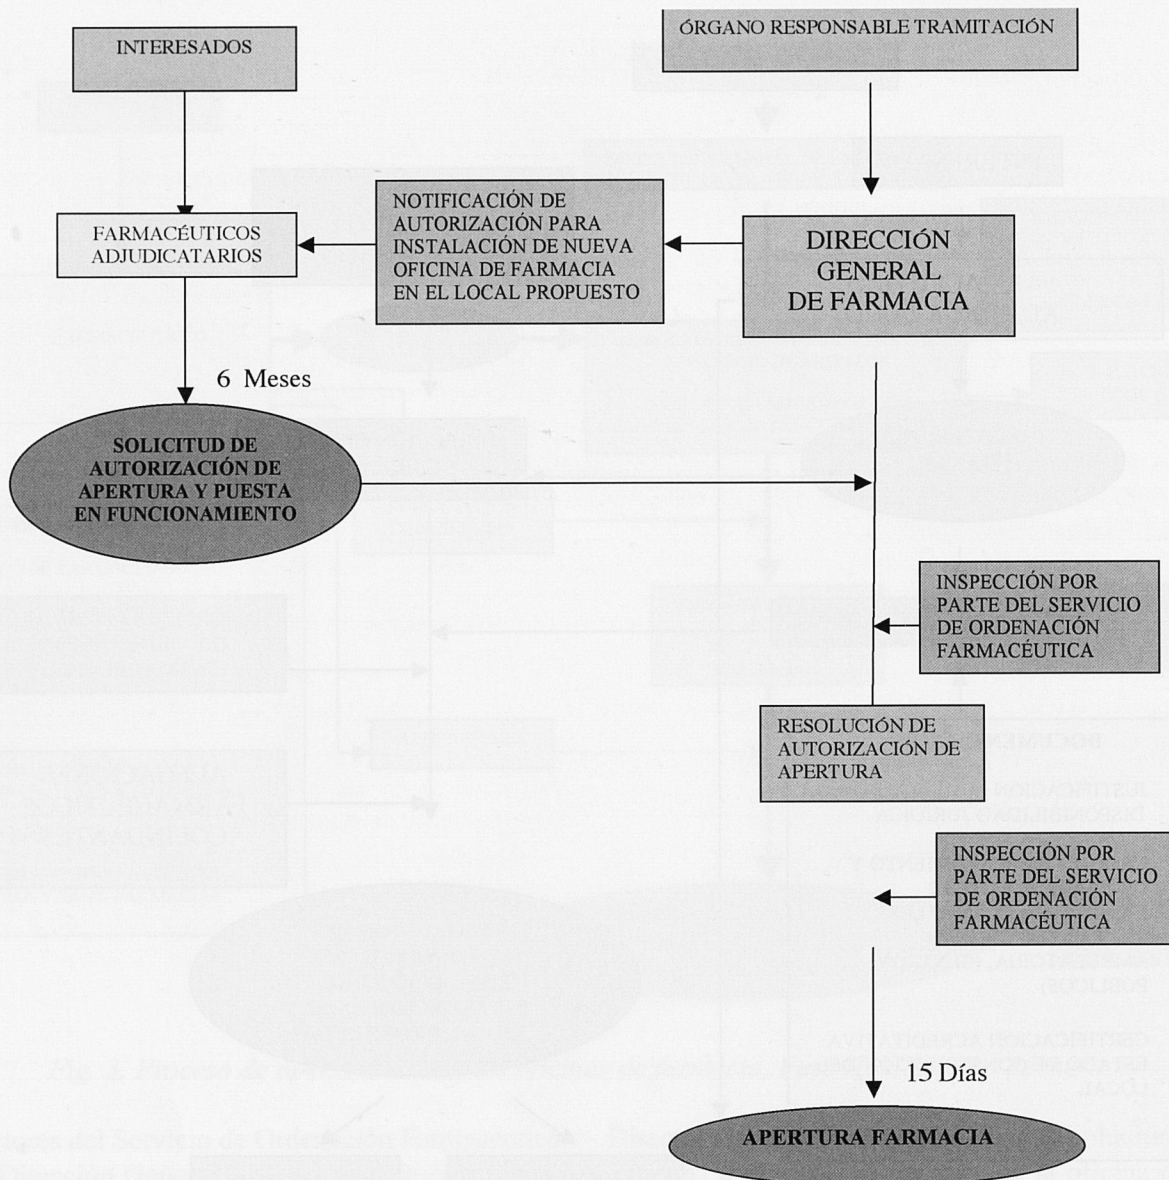 INTERESADOS
ÓRGANO RESPONSABLE TRAMITACIÓN
FARMACÉUTICOS
ADJUDICATARIOS
NOTIFICACIÓN DE
AUTORIZACIÓN PARA
INSTALACIÓN DE NUEVA
OFICINA DE FARMACIA
EN EL LOCAL PROPUESTO
DIRECCIÓN
GENERAL
DE FARMACIA
6 Meses
SOLICITUD DE
AUTORIZACIÓN DE
APERTURA Y PUESTA
EN FUNCIONAMIENTO
INSPECCIÓN POR
PARTE DEL SERVICIO
DE ORDENACIÓN
FARMACÉUTICA
RESOLUCIÓN DE
AUTORIZACIÓN DE
APERTURA
INSPECCIÓN POR
PARTE DEL SERVICIO
DE ORDENACIÓN
FARMACÉUTICA
15 Días
APERTURA FARMACIA